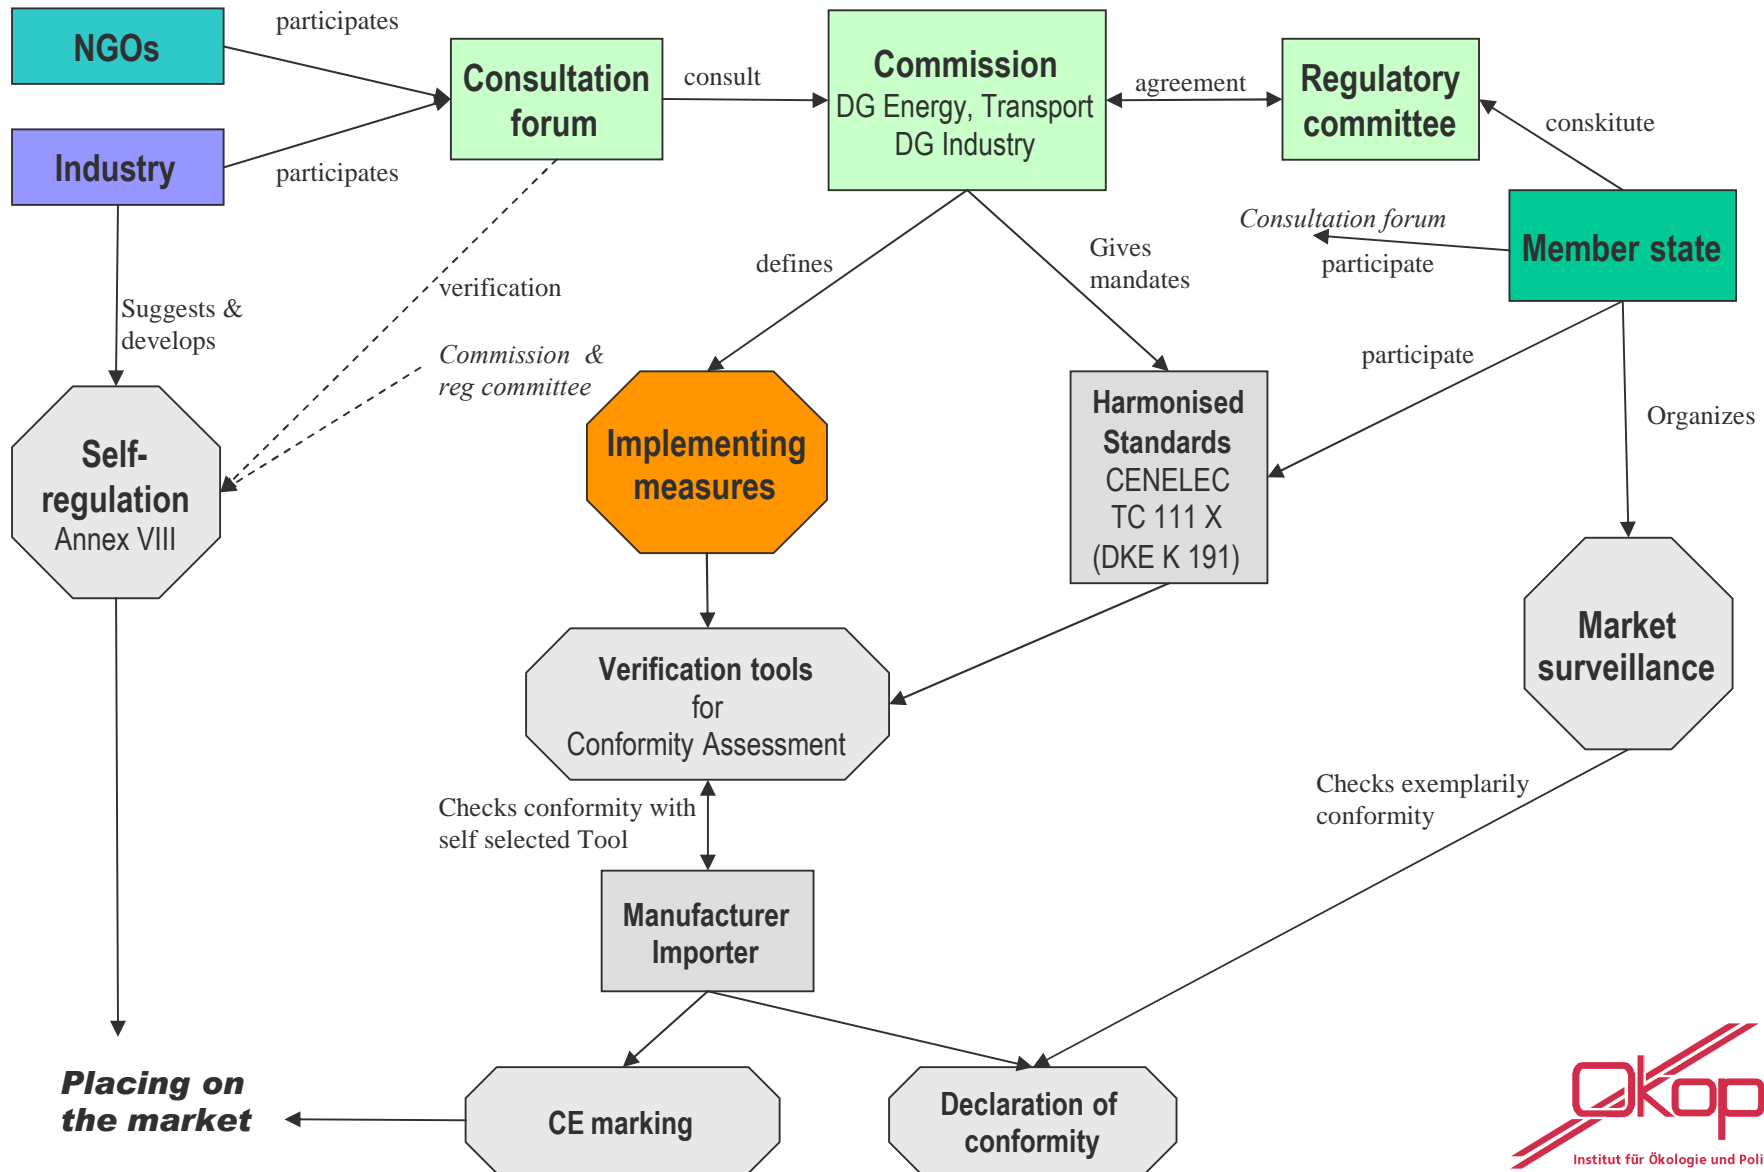 NGOs
participates
Consultation
forum
consult
Commission
DG Energy, Transport
DG Industry
agreement
Regulatory
committee
conskitute
Industry
participates
Member state
Consultation forum
participate
Suggests &
develops
verification
Commission &
reg committee
defines
Gives
mandates
participate
Organizes
Self-
regulation
Annex VIII
Implementing
measures
Harmonised
Standards
CENELEC
TC 111 X
(DKE K 191)
Market
surveillance
Verification tools
for
Conformity Assessment
Checks conformity with
self selected Tool
Checks exemplarily
conformity
Manufacturer
Importer
Placing on
the market
CE marking
Declaration of
conformity
Ökop
Institut für Ökologie und Poli